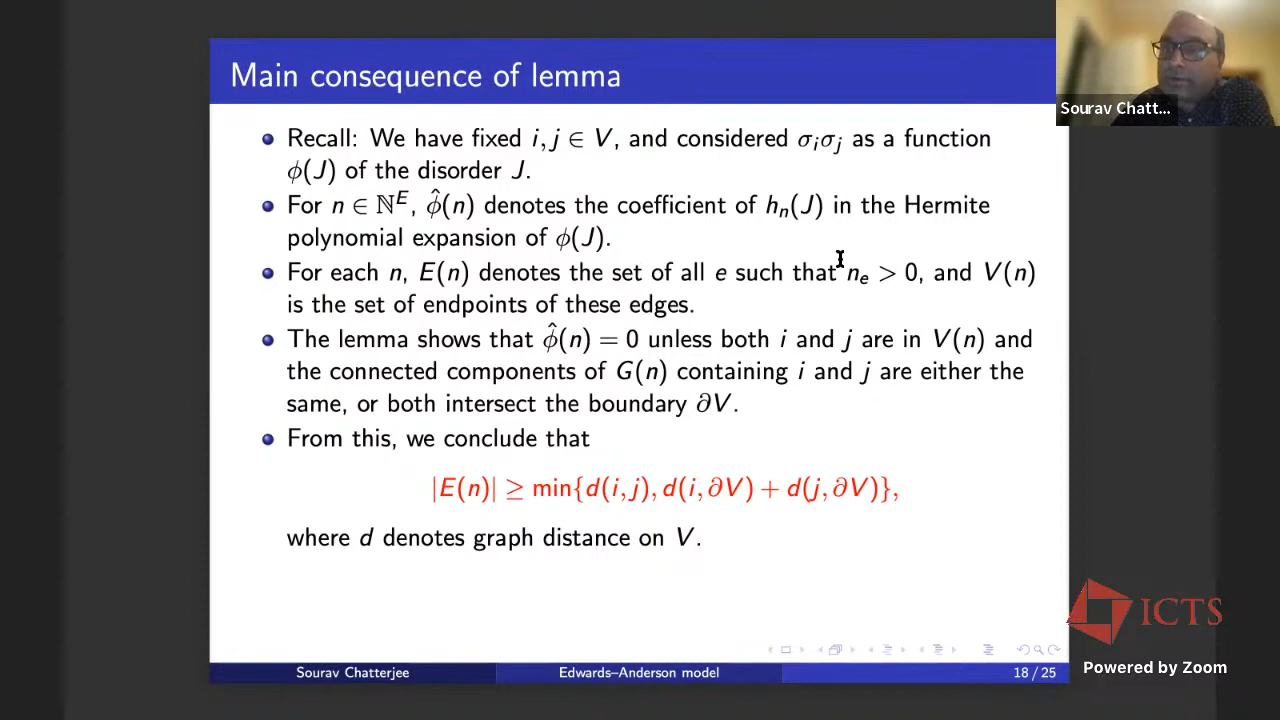 Main consequence of lemma
Sourav Chatt...
Recall: We have fixed i, j ∈ V, and considered σᵢσⱼ as a function
ϕ(J) of the disorder J.
For n ∈ ℕᴱ, ϕ̂(n) denotes the coefficient of hₙ(J) in the Hermite
polynomial expansion of ϕ(J).
For each n, E(n) denotes the set of all e such that nₑ > 0, and V(n)
is the set of endpoints of these edges.
The lemma shows that ϕ̂(n) = 0 unless both i and j are in V(n) and
the connected components of G(n) containing i and j are either the
same, or both intersect the boundary ∂V.
From this, we conclude that
|E(n)| ≥ min{d(i, j), d(i, ∂V) + d(j, ∂V)},
where d denotes graph distance on V.
ICTS
Powered by Zoom
Sourav Chatterjee
Edwards–Anderson model
18 / 25